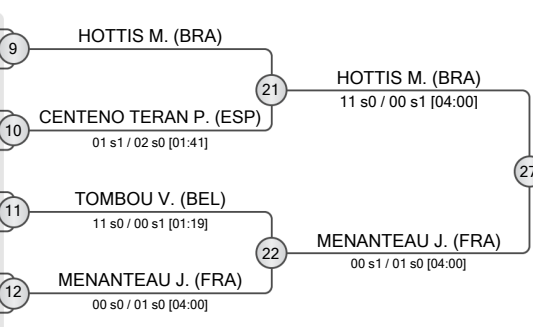 9
HOTTIS M. (BRA)
21
HOTTIS M. (BRA)
11 s0 / 00 s1 [04:00]
10
CENTENO TERAN P. (ESP)
01 s1 / 02 s0 [01:41]
27
11
TOMBOU V. (BEL)
11 s0 / 00 s1 [01:19]
22
MENANTEAU J. (FRA)
00 s1 / 01 s0 [04:00]
12
MENANTEAU J. (FRA)
00 s0 / 01 s0 [04:00]